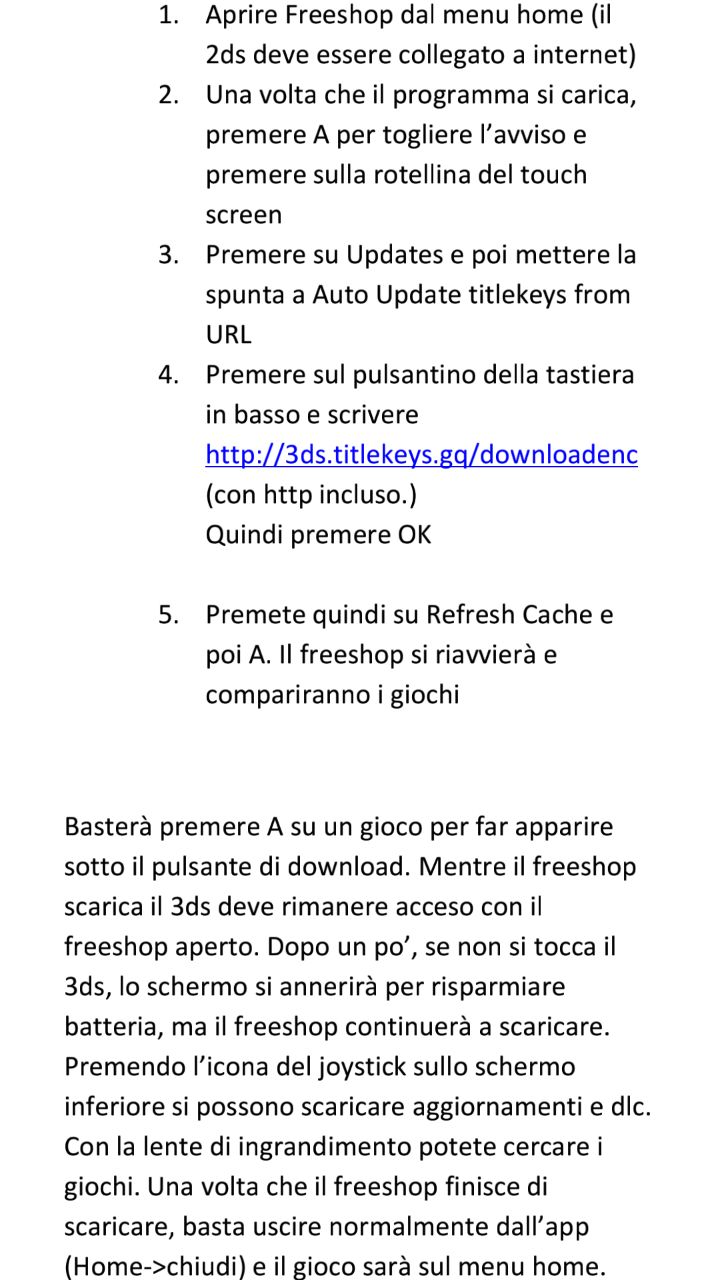 1. Aprire Freeshop dal menu home (il
2ds deve essere collegato a internet)
2. Una volta che il programma si carica,
premere A per togliere l’avviso e
premere sulla rotellina del touch
screen
3. Premere su Updates e poi mettere la
spunta a Auto Update titlekeys from
URL
4. Premere sul pulsantino della tastiera
in basso e scrivere
http://3ds.titlekeys.gq/downloadenc
(con http incluso.)
Quindi premere OK
5. Premete quindi su Refresh Cache e
poi A. Il freeshop si riavvierà e
compariranno i giochi
Basterà premere A su un gioco per far apparire
sotto il pulsante di download. Mentre il freeshop
scarica il 3ds deve rimanere acceso con il
freeshop aperto. Dopo un po’, se non si tocca il
3ds, lo schermo si annerirà per risparmiare
batteria, ma il freeshop continuerà a scaricare.
Premendo l’icona del joystick sullo schermo
inferiore si possono scaricare aggiornamenti e dlc.
Con la lente di ingrandimento potete cercare i
giochi. Una volta che il freeshop finisce di
scaricare, basta uscire normalmente dall’app
(Home->chiudi) e il gioco sarà sul menu home.